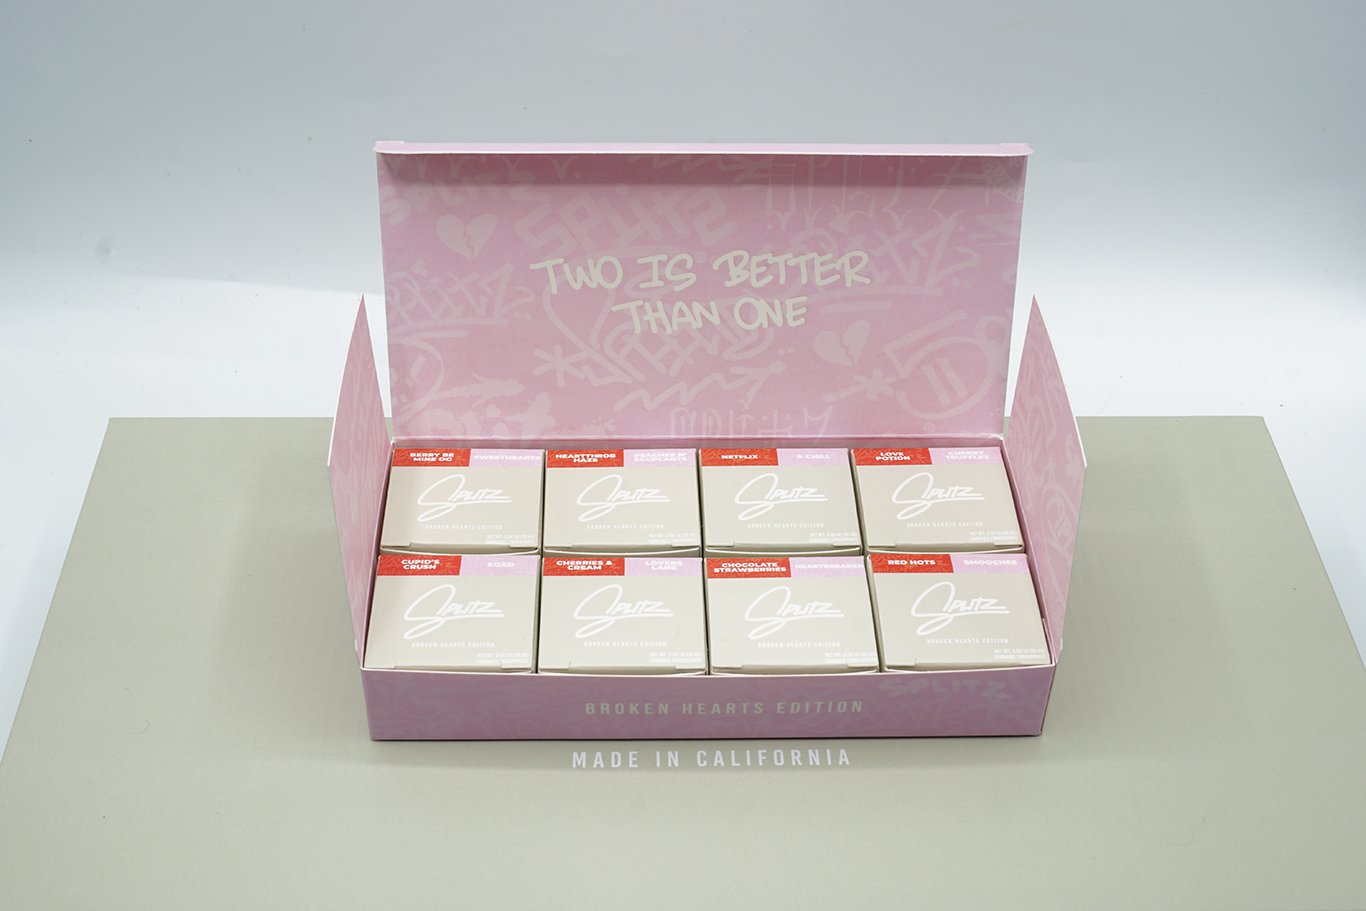 SPLITZ
TWO IS BETTER
THAN ONE
BERRY BE
MINE OG
SWEETHEARTS
HEARTTHROB
HAZE
PEACHES N'
EGGPLANTS
NETFLIX
& CHILL
LOVE
POTION
CHERRY
TRUFFLEZ
SPLITZ
BROKEN HEARTS EDITION
SPLITZ
BROKEN HEARTS EDITION
SPLITZ
BROKEN HEARTS EDITION
SPLITZ
BROKEN HEARTS EDITION
CUPID'S
CRUSH
XOXO
CHERRIES &
CREAM
LOVERS
LANE
CHOCOLATE
STRAWBERRIES
HEARTBREAKER
RED HOTS
SMOOCHES
SPLITZ
BROKEN HEARTS EDITION
SPLITZ
BROKEN HEARTS EDITION
SPLITZ
BROKEN HEARTS EDITION
SPLITZ
BROKEN HEARTS EDITION
SPLITZ
BROKEN HEARTS EDITION
MADE IN CALIFORNIA